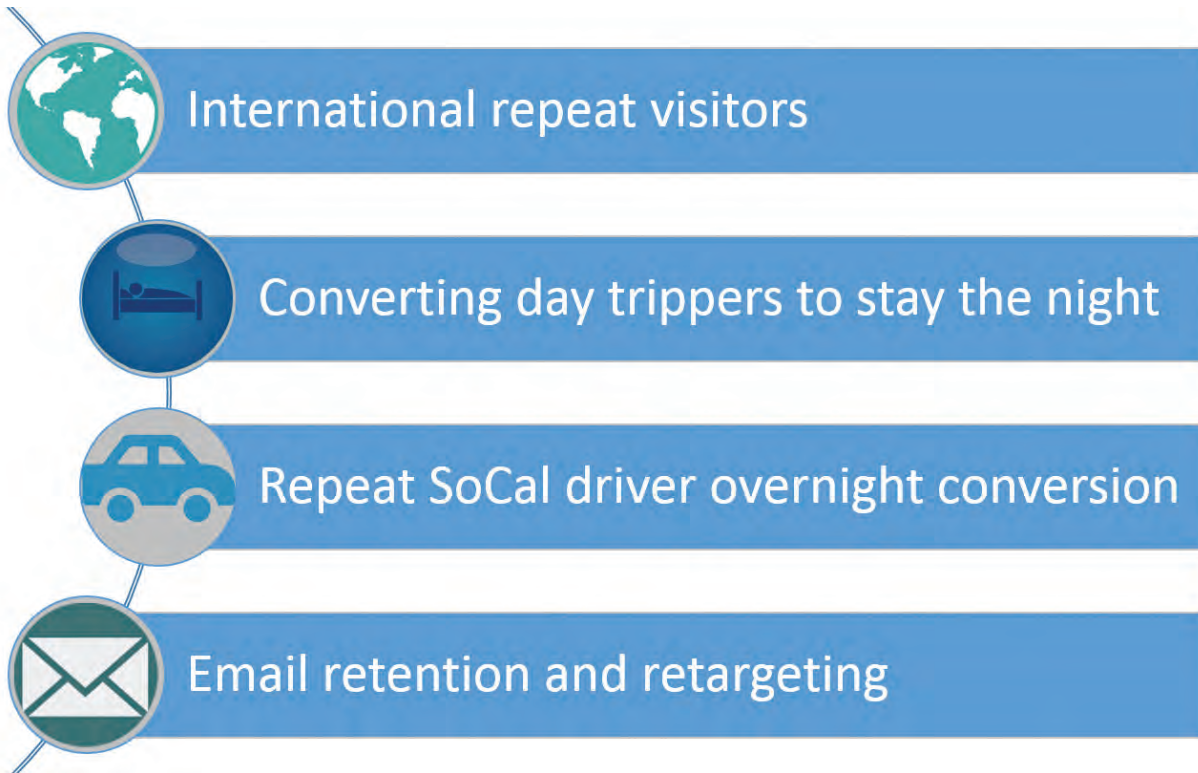 International repeat visitors
Converting day trippers to stay the night
Repeat SoCal driver overnight conversion
Email retention and retargeting